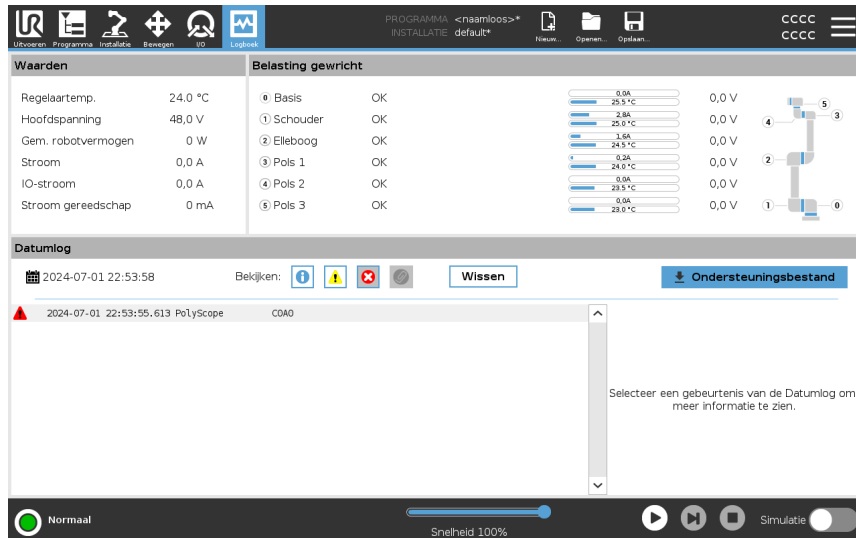 PROGRAMMA <naamloos>*
INSTALLATIE default*
CCCC
CCCC
UR
Uitvoeren Programma Installatie Bewegen I/O Logboek
Nieuw... Openen... Opslaan...
Waarden
Regelaartemp. 24.0 °C
Hoofdspanning 48,0 V
Gem. robotvermogen 0 W
Stroom 0,0 A
IO-stroom 0,0 A
Stroom gereedschap 0 mA
Belasting gewricht
0 Basis OK 0,0A 25.5 °C 0,0 V
1 Schouder OK 2,8A 25.0 °C 0,0 V
2 Elleboog OK 1,6A 24.5 °C 0,0 V
3 Pols 1 OK 0,2A 24.0 °C 0,0 V
4 Pols 2 OK 0,0A 23.5 °C 0,0 V
5 Pols 3 OK 0,0A 23.0 °C 0,0 V
5
4 3
2
1 0
Datumlog
2024-07-01 22:53:58 Bekijken: Wissen Ondersteuningsbestand
2024-07-01 22:53:55.613 PolyScope C0A0
Selecteer een gebeurtenis van de Datumlog om
meer informatie te zien.
Normaal
Snelheid 100%
Simulatie